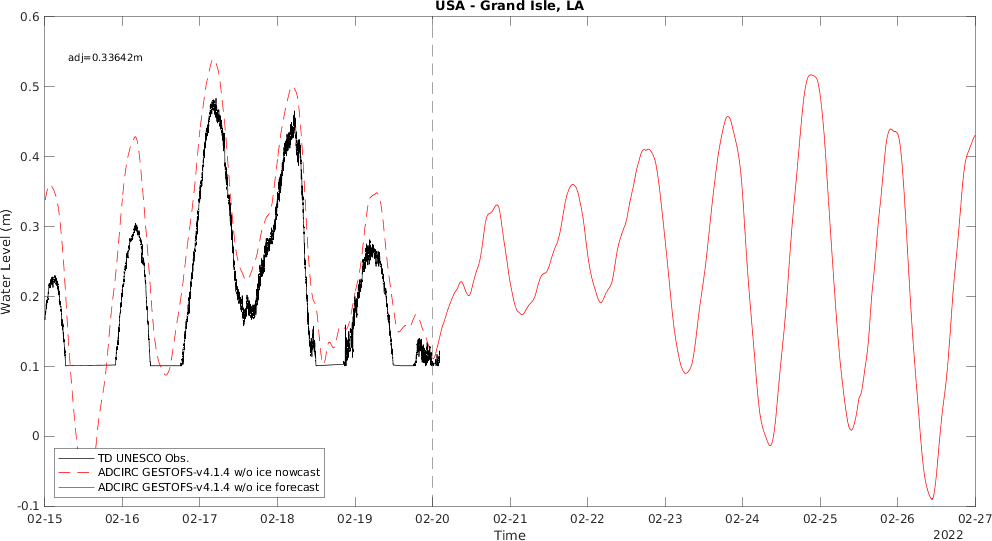 USA - Grand Isle, LA
adj=0.33642m
0.6
0.5
0.4
0.3
0.2
0.1
0
-0.1
Water Level (m)
TD UNESCO Obs.
ADCIRC GESTOFS-v4.1.4 w/o ice nowcast
ADCIRC GESTOFS-v4.1.4 w/o ice forecast
02-15 02-16 02-17 02-18 02-19 02-20 02-21 02-22 02-23 02-24 02-25 02-26 02-27
Time
2022